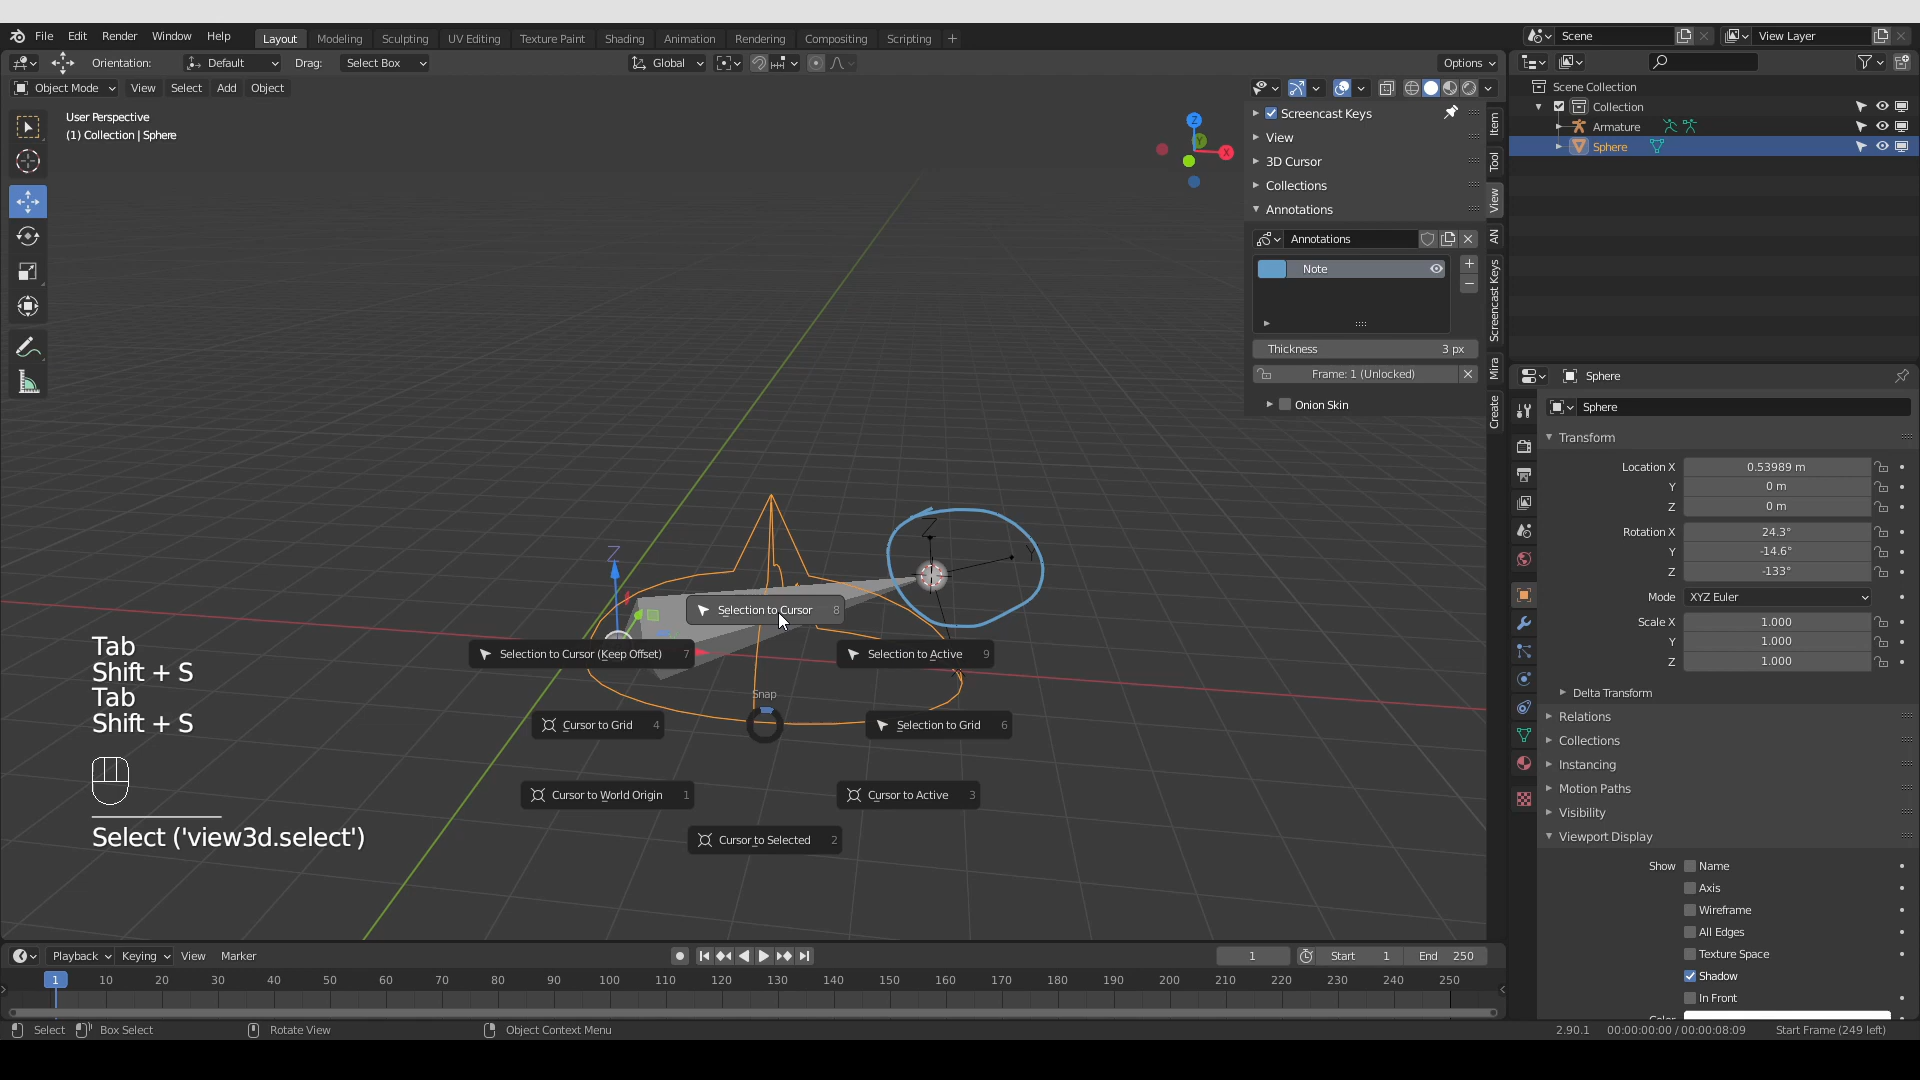 File Edit Render Window Help Layout Modeling Sculpting UV Editing Texture Paint Shading Animation Rendering Compositing Scripting + Scene View Layer
Orientation: Default Drag: Select Box Global Options
Object Mode View Select Add Object
User Perspective
(1) Collection | Sphere
Z
Y
X
Screencast Keys
View
3D Cursor
Collections
Annotations
Annotations
Note
Thickness 3 px
Frame: 1 (Unlocked)
Onion Skin
Item
Tool
View
AN
Screencast Keys
Mira
Create
Scene Collection
Collection
Armature
Sphere
Sphere
Sphere
Transform
Location X 0.53989 m
Y 0 m
Z 0 m
Rotation X 24.3°
Y -14.6°
Z -133°
Mode XYZ Euler
Scale X 1.000
Y 1.000
Z 1.000
Delta Transform
Relations
Collections
Instancing
Motion Paths
Visibility
Viewport Display
Show Name
Axis
Wireframe
All Edges
Texture Space
Shadow
In Front
Z
Y
Z
Selection to Cursor 8
Selection to Cursor (Keep Offset) 7
Selection to Active 9
Snap
Cursor to Grid 4
Selection to Grid 6
Cursor to World Origin 1
Cursor to Active 3
Cursor to Selected 2
Tab
Shift + S
Tab
Shift + S
Select ('view3d.select')
Playback Keying View Marker 1 Start 1 End 250
1 10 20 30 40 50 60 70 80 90 100 110 120 130 140 150 160 170 180 190 200 210 220 230 240 250
Select Box Select Rotate View Object Context Menu 2.90.1 00:00:00:00 / 00:00:08:09 Start Frame (249 left)